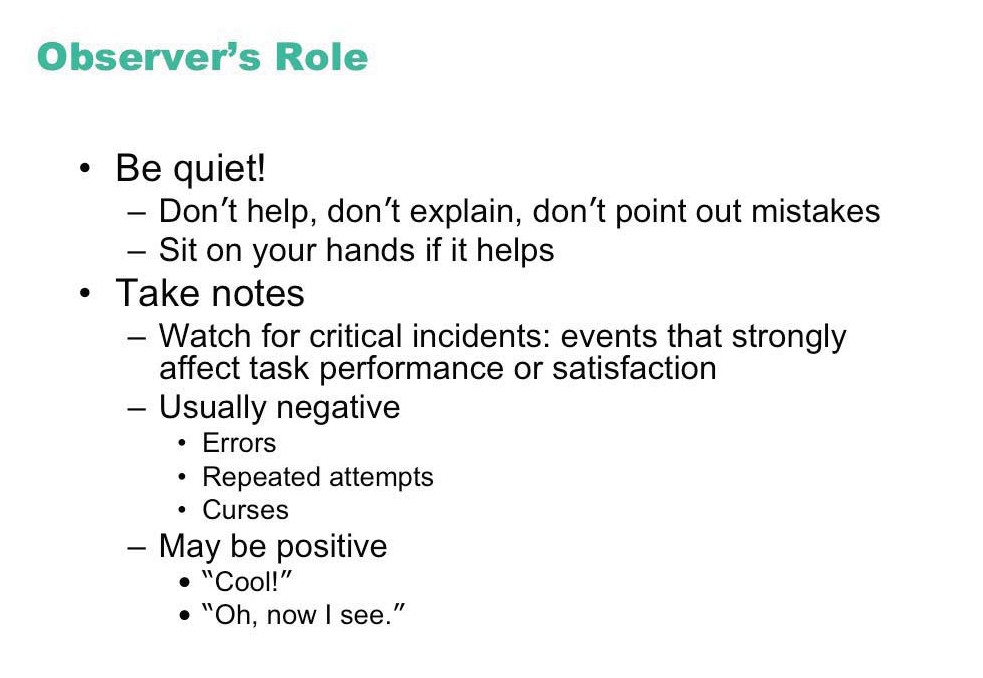 Observer’s Role
• Be quiet!
– Don’t help, don’t explain, don’t point out mistakes
– Sit on your hands if it helps
• Take notes
– Watch for critical incidents: events that strongly
affect task performance or satisfaction
– Usually negative
• Errors
• Repeated attempts
• Curses
– May be positive
• “Cool!”
• “Oh, now I see.”